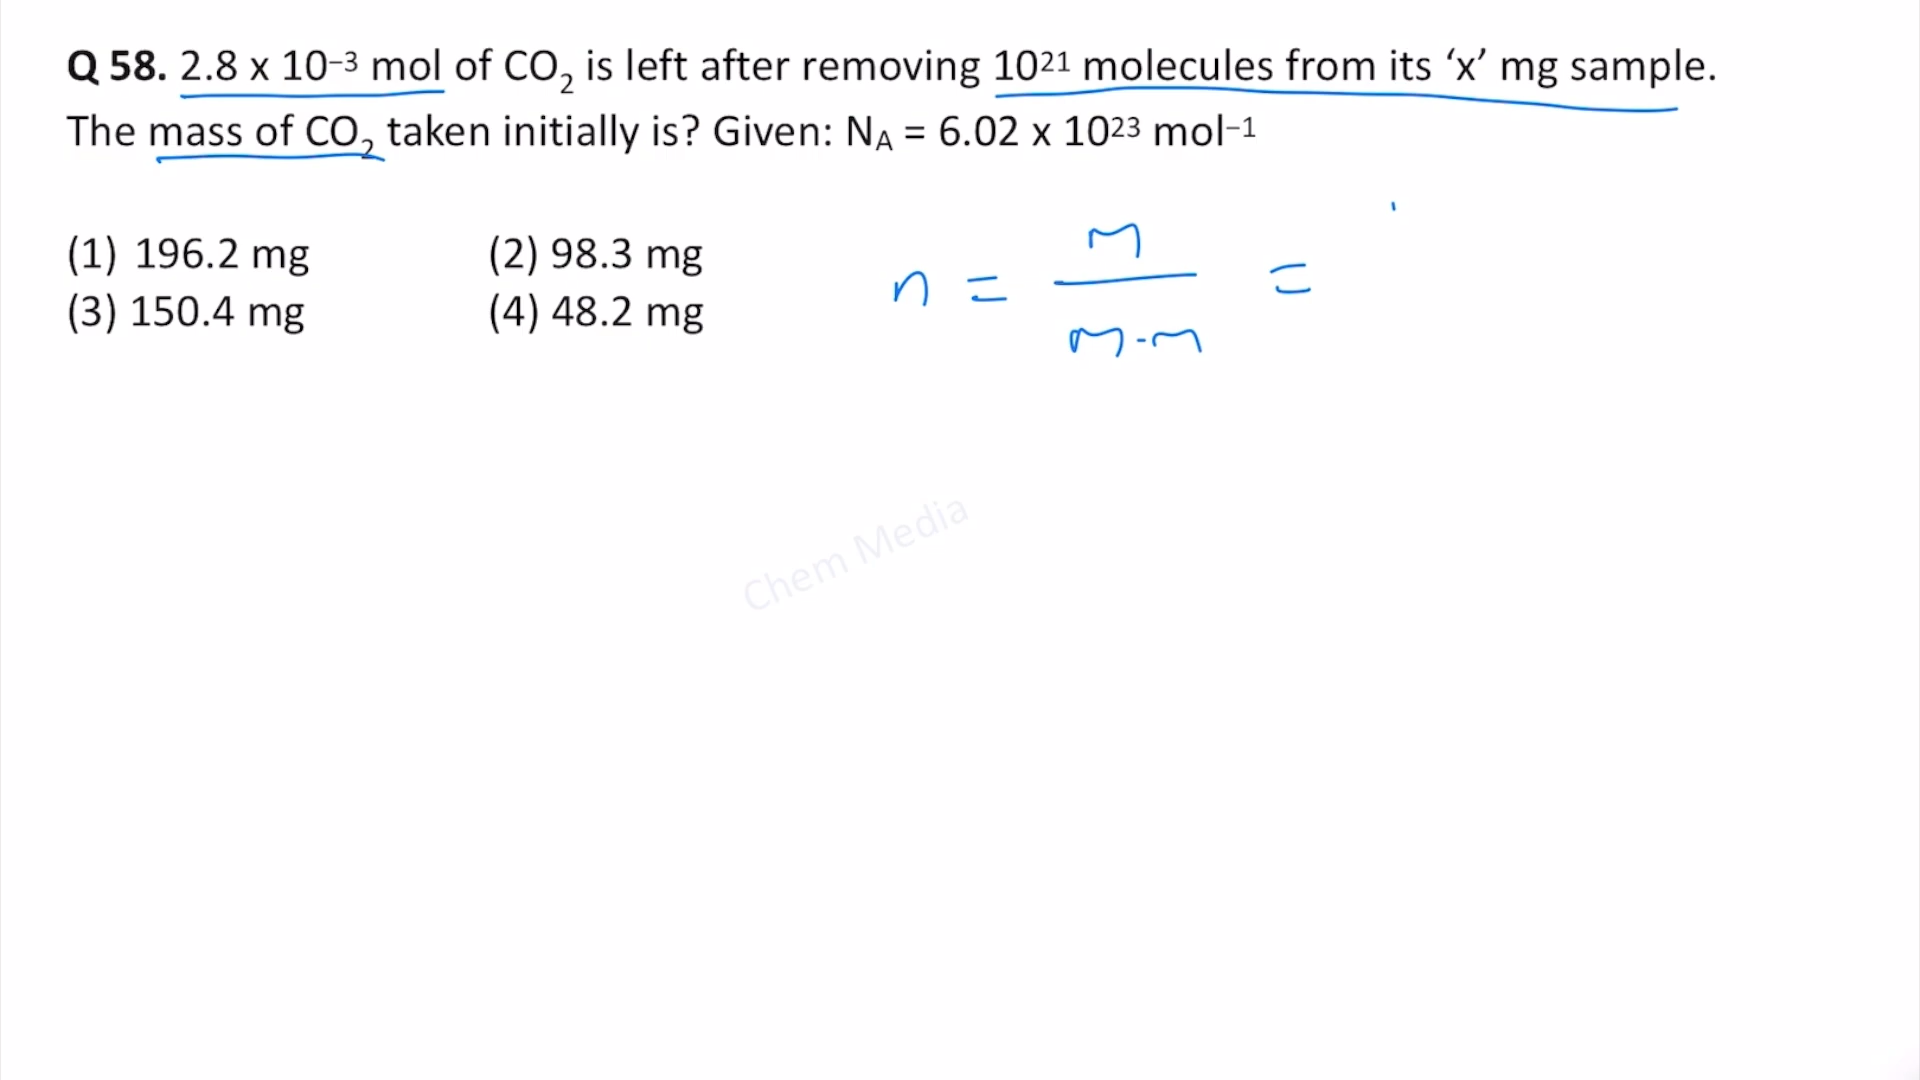 Q 58. 2.8 x 10⁻³ mol of CO₂ is left after removing 10²¹ molecules from its ‘x’ mg sample.
The mass of CO₂ taken initially is? Given: N_A = 6.02 x 10²³ mol⁻¹
(1) 196.2 mg (2) 98.3 mg
(3) 150.4 mg (4) 48.2 mg
n = m / m.m =
Chem Media